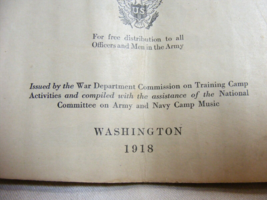 US
For free distribution to all
Officers and Men in the Army
Issued by the War Department Commission on Training Camp
Activities and compiled with the assistance of the National
Committee on Army and Navy Camp Music
WASHINGTON
1918